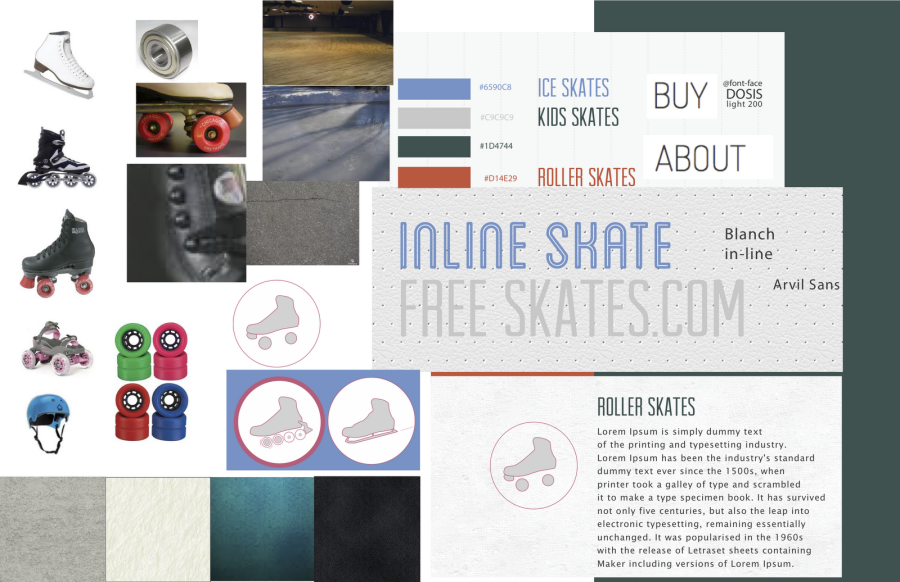 #6590C8
ICE SKATES
#C9C9C9
KIDS SKATES
#1D4744
#D14E29
ROLLER SKATES
BUY
@font-face
DOSIS
light 200
ABOUT
INLINE SKATE
FREE SKATES.COM
Blanch
in-line
Arvil Sans
ROLLER SKATES
Lorem Ipsum is simply dummy text
of the printing and typesetting industry.
Lorem Ipsum has been the industry's standard
dummy text ever since the 1500s, when
printer took a galley of type and scrambled
it to make a type specimen book. It has survived
not only five centuries, but also the leap into
electronic typesetting, remaining essentially
unchanged. It was popularised in the 1960s
with the release of Letraset sheets containing
Maker including versions of Lorem Ipsum.